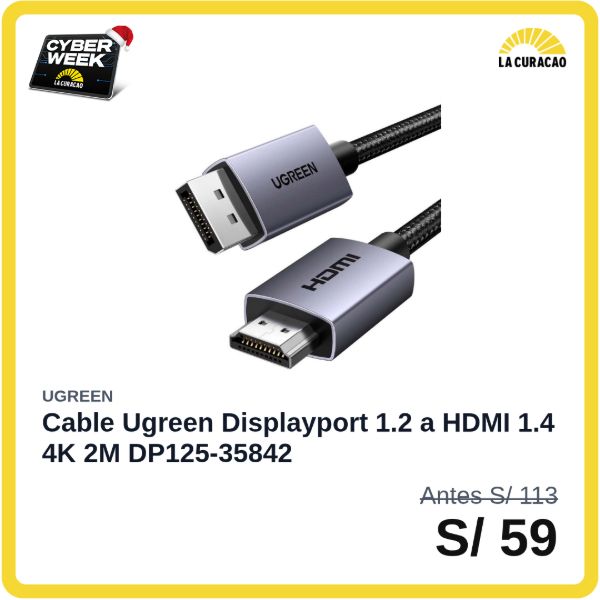 CYBER
WEEK
LA CURACAO
LA CURACAO
UGREEN
HDMI
UGREEN
Cable Ugreen Displayport 1.2 a HDMI 1.4
4K 2M DP125-35842
Antes S/ 113
S/ 59